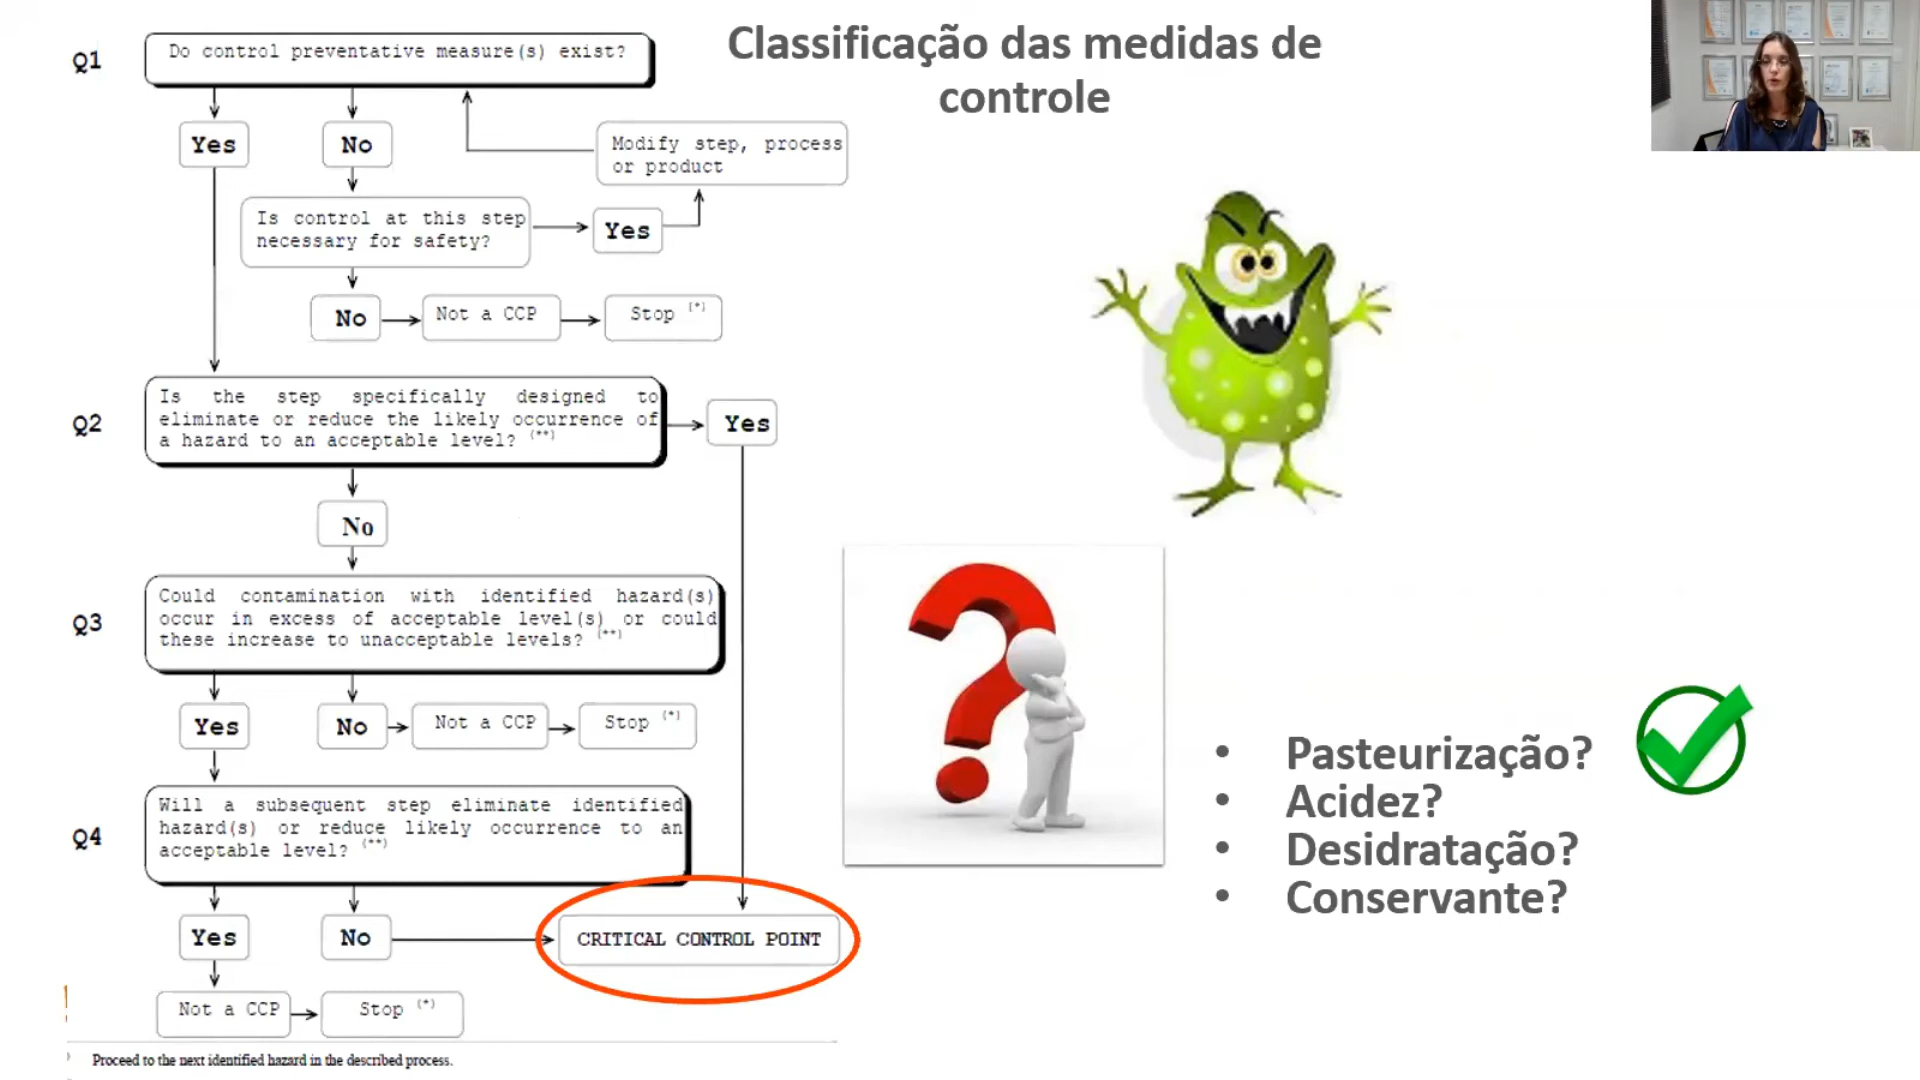 Classificação das medidas de
controle
Q1
Do control preventative measure(s) exist?
Yes
No
Modify step, process
or product
Is control at this step
necessary for safety?
Yes
No
Not a CCP
Stop (*)
Q2
Is the step specifically designed to
eliminate or reduce the likely occurrence of
a hazard to an acceptable level? (**)
Yes
No
Q3
Could contamination with identified hazard(s)
occur in excess of acceptable level(s) or could
these increase to unacceptable levels? (**)
Yes
No
Not a CCP
Stop (*)
Q4
Will a subsequent step eliminate identified
hazard(s) or reduce likely occurrence to an
acceptable level? (**)
Yes
No
CRITICAL CONTROL POINT
Not a CCP
Stop (*)
Proceed to the next identified hazard in the described process.
• Pasteurização?
• Acidez?
• Desidratação?
• Conservante?